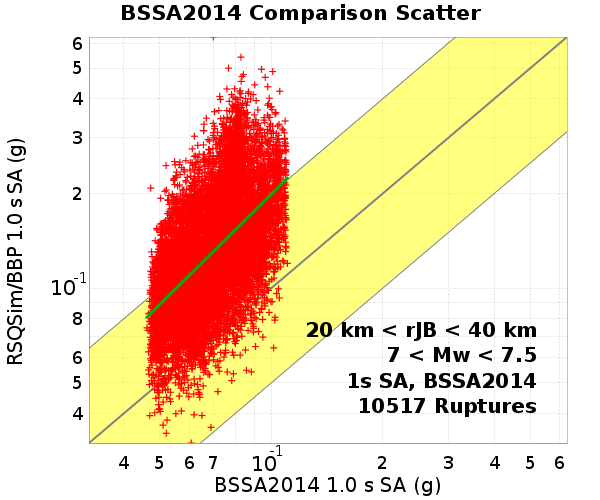 BSSA2014 Comparison Scatter
RSQSim/BBP 1.0 s SA (g)
6
5
4
3
2
10-1
8
6
5
4
20 km < rJB < 40 km
7 < Mw < 7.5
1s SA, BSSA2014
10517 Ruptures
4 5 6 7 10-1 2 3 4 5 6
BSSA2014 1.0 s SA (g)